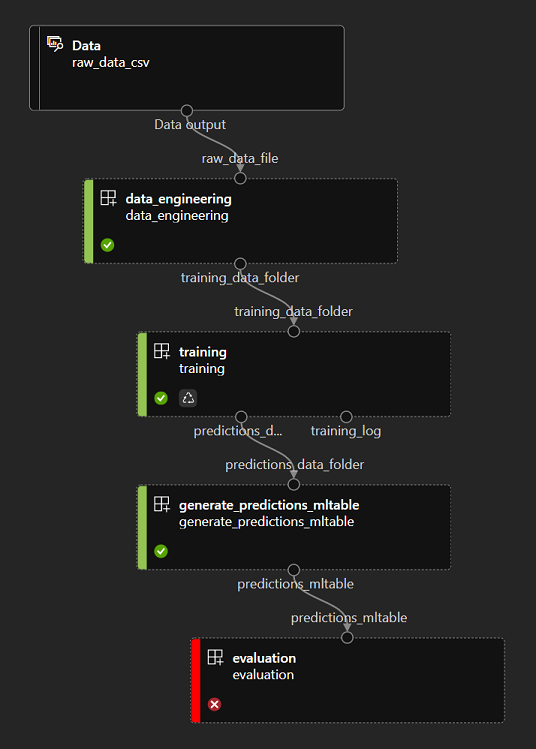 Data
raw_data_csv
Data output
raw_data_file
data_engineering
data_engineering
training_data_folder
training_data_folder
training
training
predictions_d...
training_log
predictions_data_folder
generate_predictions_mltable
generate_predictions_mltable
predictions_mltable
predictions_mltable
evaluation
evaluation